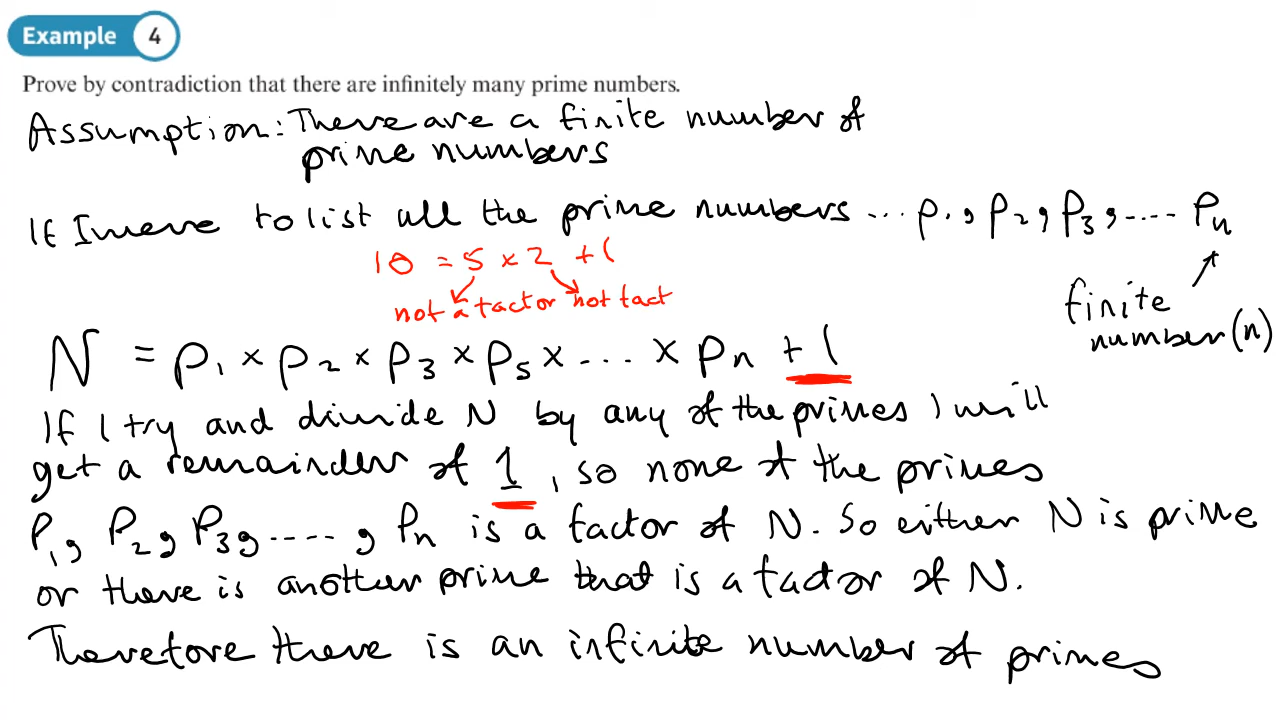 Example 4
Prove by contradiction that there are infinitely many prime numbers.
Assumption: There are a finite number of
prime numbers
If I were to list all the prime numbers ... p₁, p₂, p₃, ..... pₙ
10 = 5 × 2 + 1
not a factor not fact
finite
number (n)
N = p₁ × p₂ × p₃ × p₅ × ... × pₙ + 1
If I try and divide N by any of the primes I will
get a remainder of 1, so none of the primes
P₁, P₂, P₃, ....., Pₙ is a factor of N. So either N is prime
or there is another prime that is a factor of N.
Therefore there is an infinite number of primes